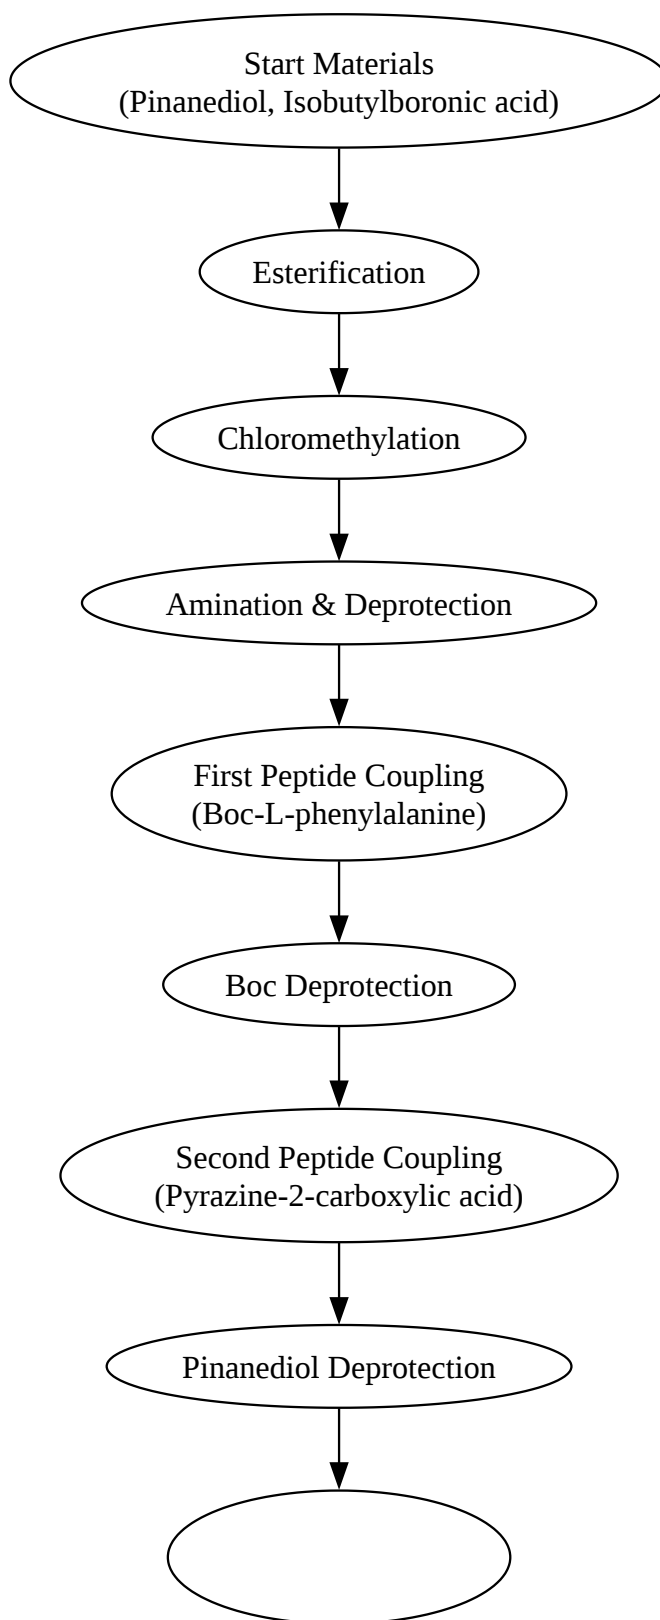 Start Materials
(Pinanediol, Isobutylboronic acid)
Esterification
Chloromethylation
Amination & Deprotection
First Peptide Coupling
(Boc-L-phenylalanine)
Boc Deprotection
Second Peptide Coupling
(Pyrazine-2-carboxylic acid)
Pinanediol Deprotection